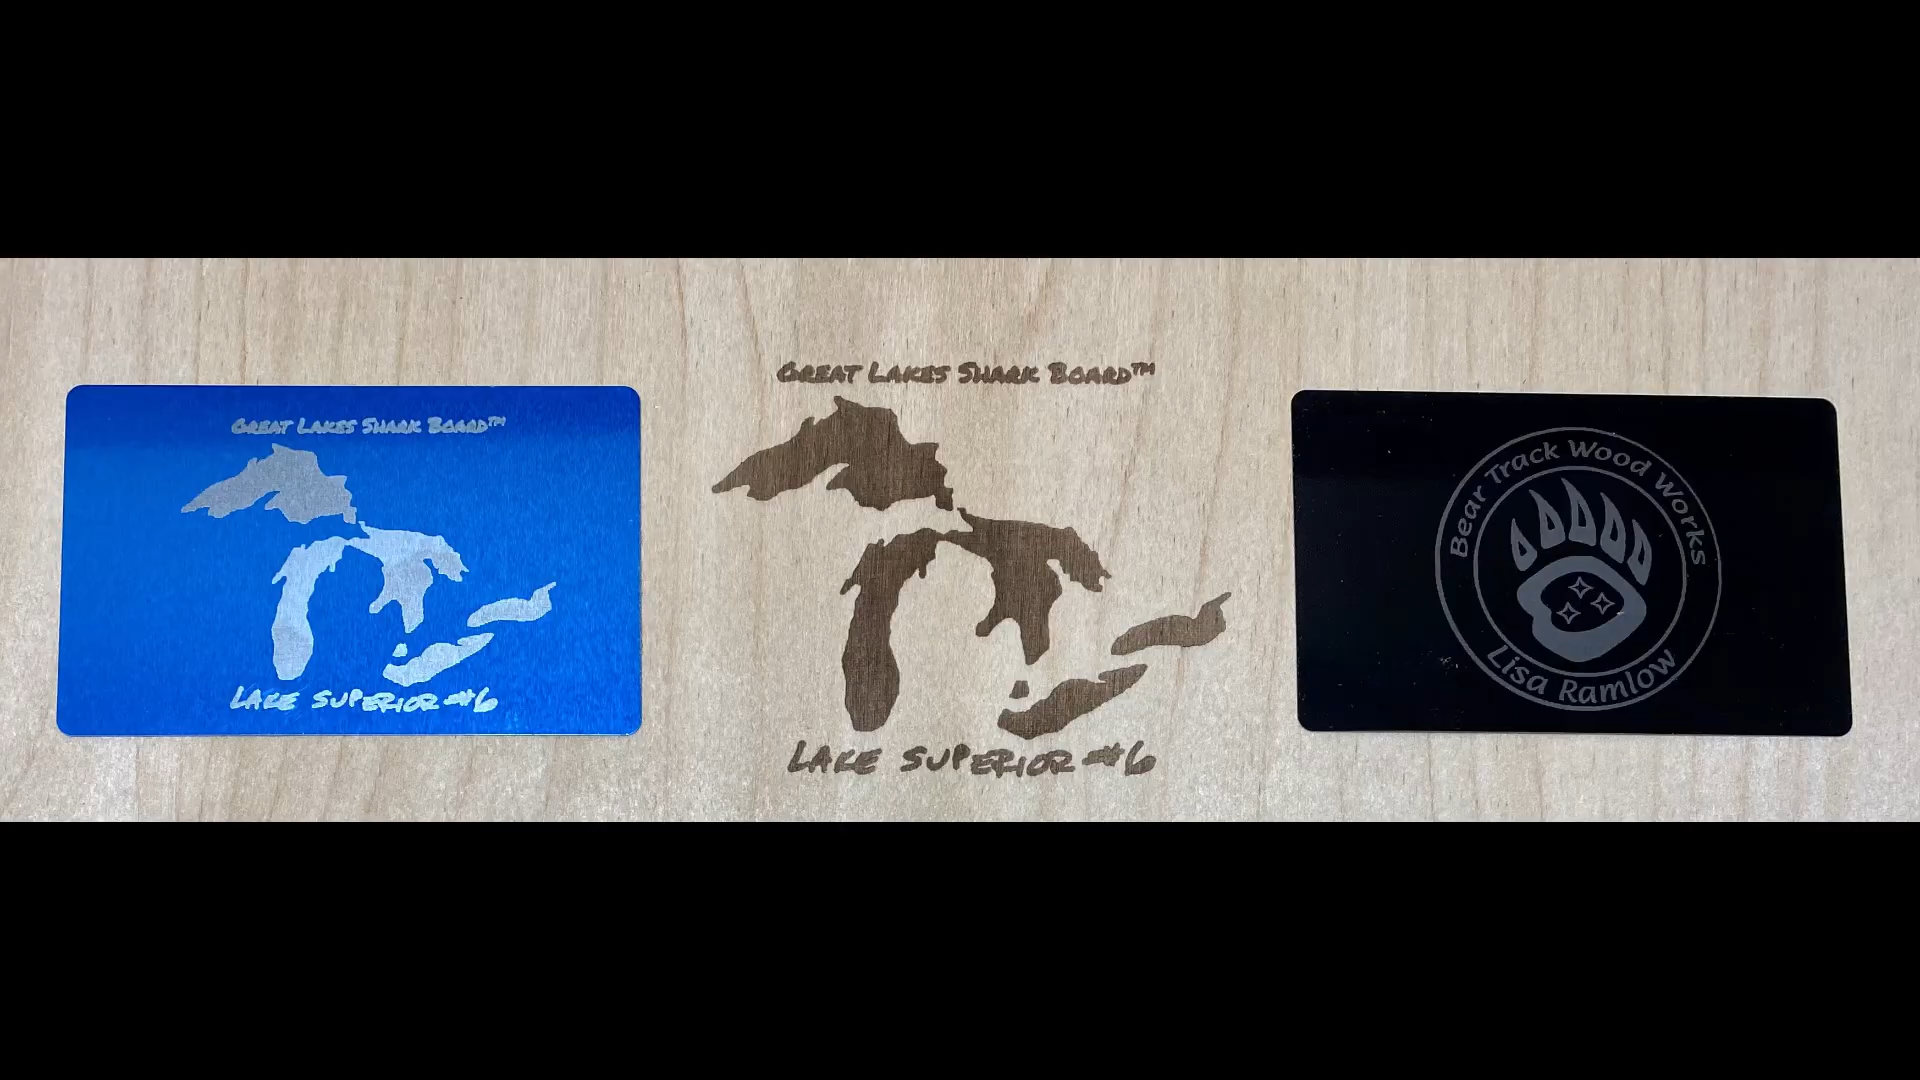 Great Lakes Shark Board™
Lake Superior #6
Great Lakes Shark Board™
Lake Superior #6
Bear Track Wood Works
Lisa Ramlow